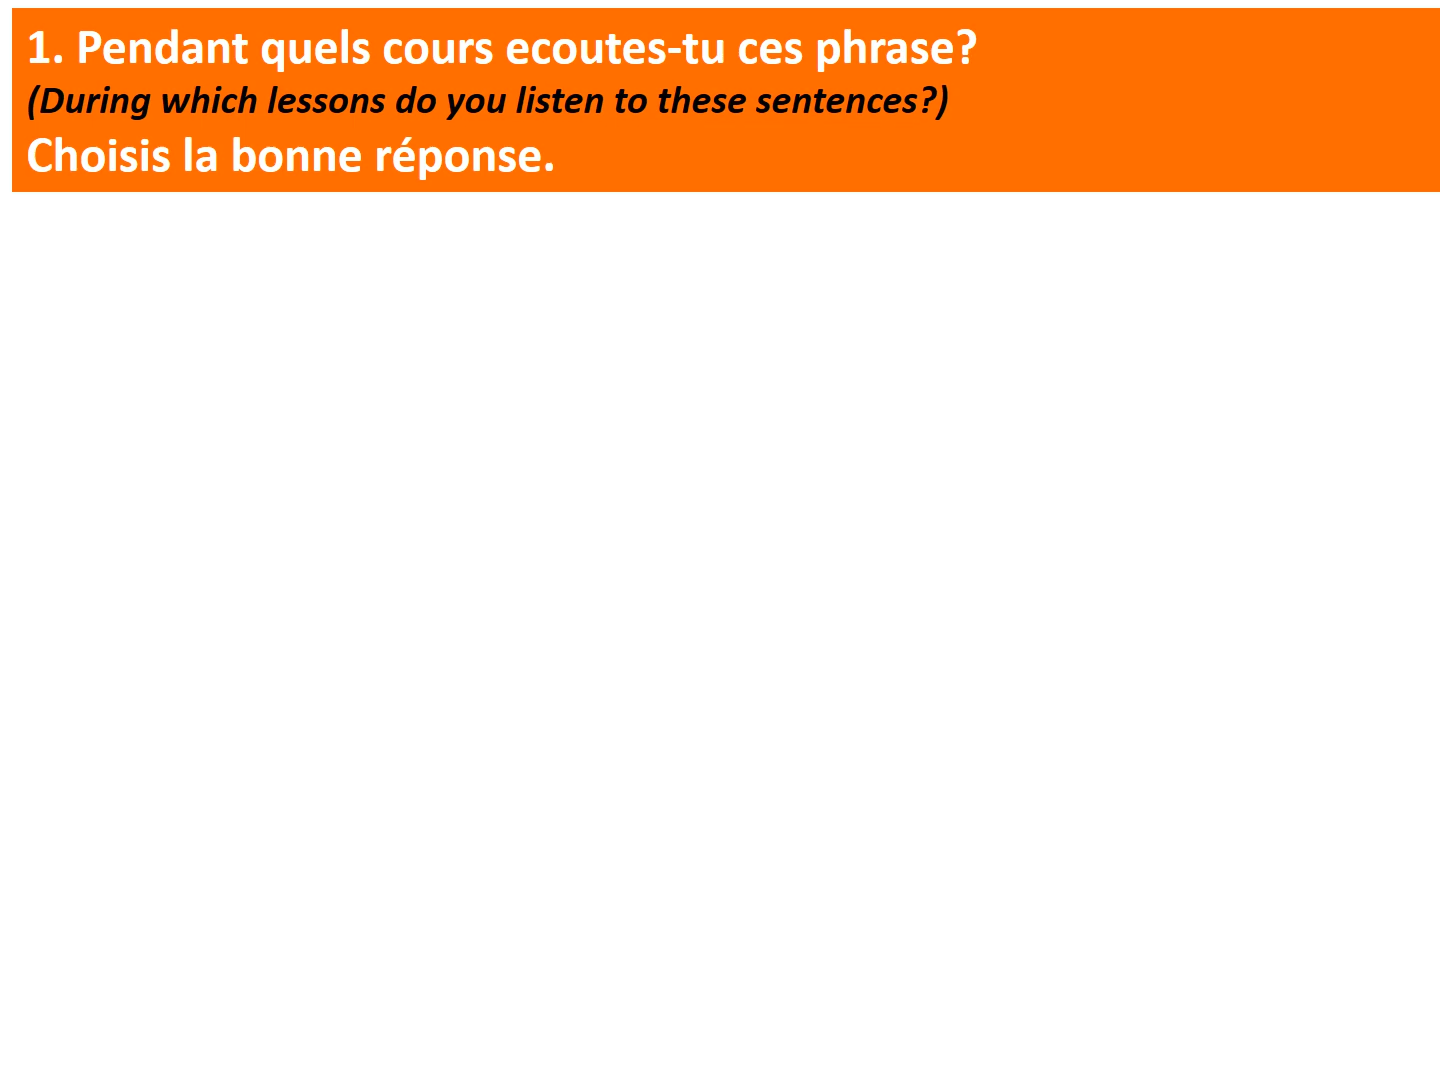 1. Pendant quels cours ecoutes-tu ces phrase?
(During which lessons do you listen to these sentences?)
Choisis la bonne réponse.